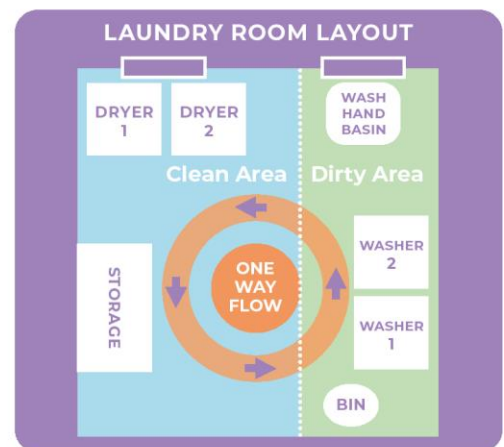 LAUNDRY ROOM LAYOUT
DRYER
1
DRYER
2
WASH
HAND
BASIN
Clean Area
Dirty Area
STORAGE
ONE
WAY
FLOW
WASHER
2
WASHER
1
BIN